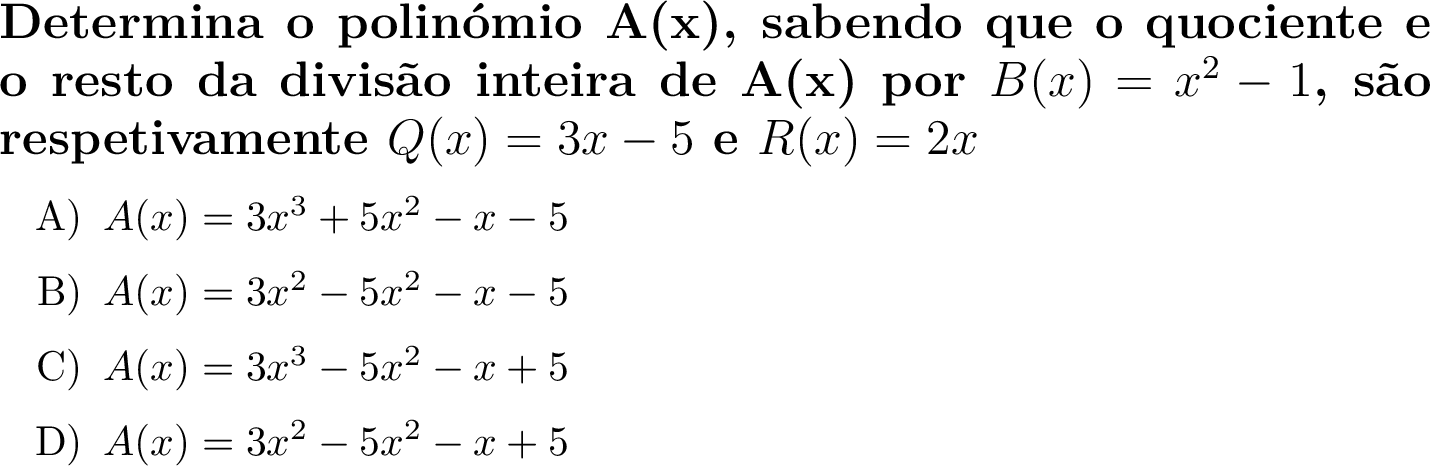 Determina o polinómio A(x), sabendo que o quociente e
o resto da divisão inteira de A(x) por $B(x) = x^2 - 1$, são
respetivamente $Q(x) = 3x - 5$ e $R(x) = 2x$
A) $A(x) = 3x^3 + 5x^2 - x - 5$
B) $A(x) = 3x^2 - 5x^2 - x - 5$
C) $A(x) = 3x^3 - 5x^2 - x + 5$
D) $A(x) = 3x^2 - 5x^2 - x + 5$